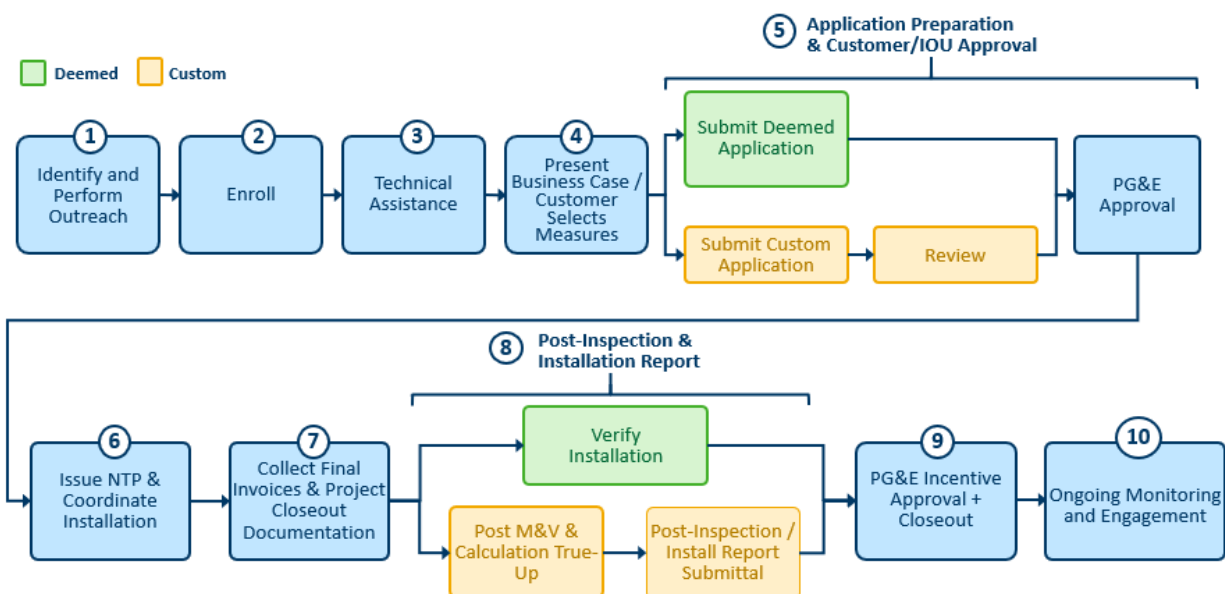 5
Application Preparation
& Customer/IOU Approval
Deemed
Custom
1
Identify and
Perform
Outreach
2
Enroll
3
Technical
Assistance
4
Present
Business Case /
Customer
Selects
Measures
Submit Deemed
Application
Submit Custom
Application
Review
PG&E
Approval
8
Post-Inspection &
Installation Report
6
Issue NTP &
Coordinate
Installation
7
Collect Final
Invoices & Project
Closeout
Documentation
Verify
Installation
Post M&V &
Calculation True-
Up
Post-Inspection /
Install Report
Submittal
9
PG&E Incentive
Approval +
Closeout
10
Ongoing Monitoring
and Engagement